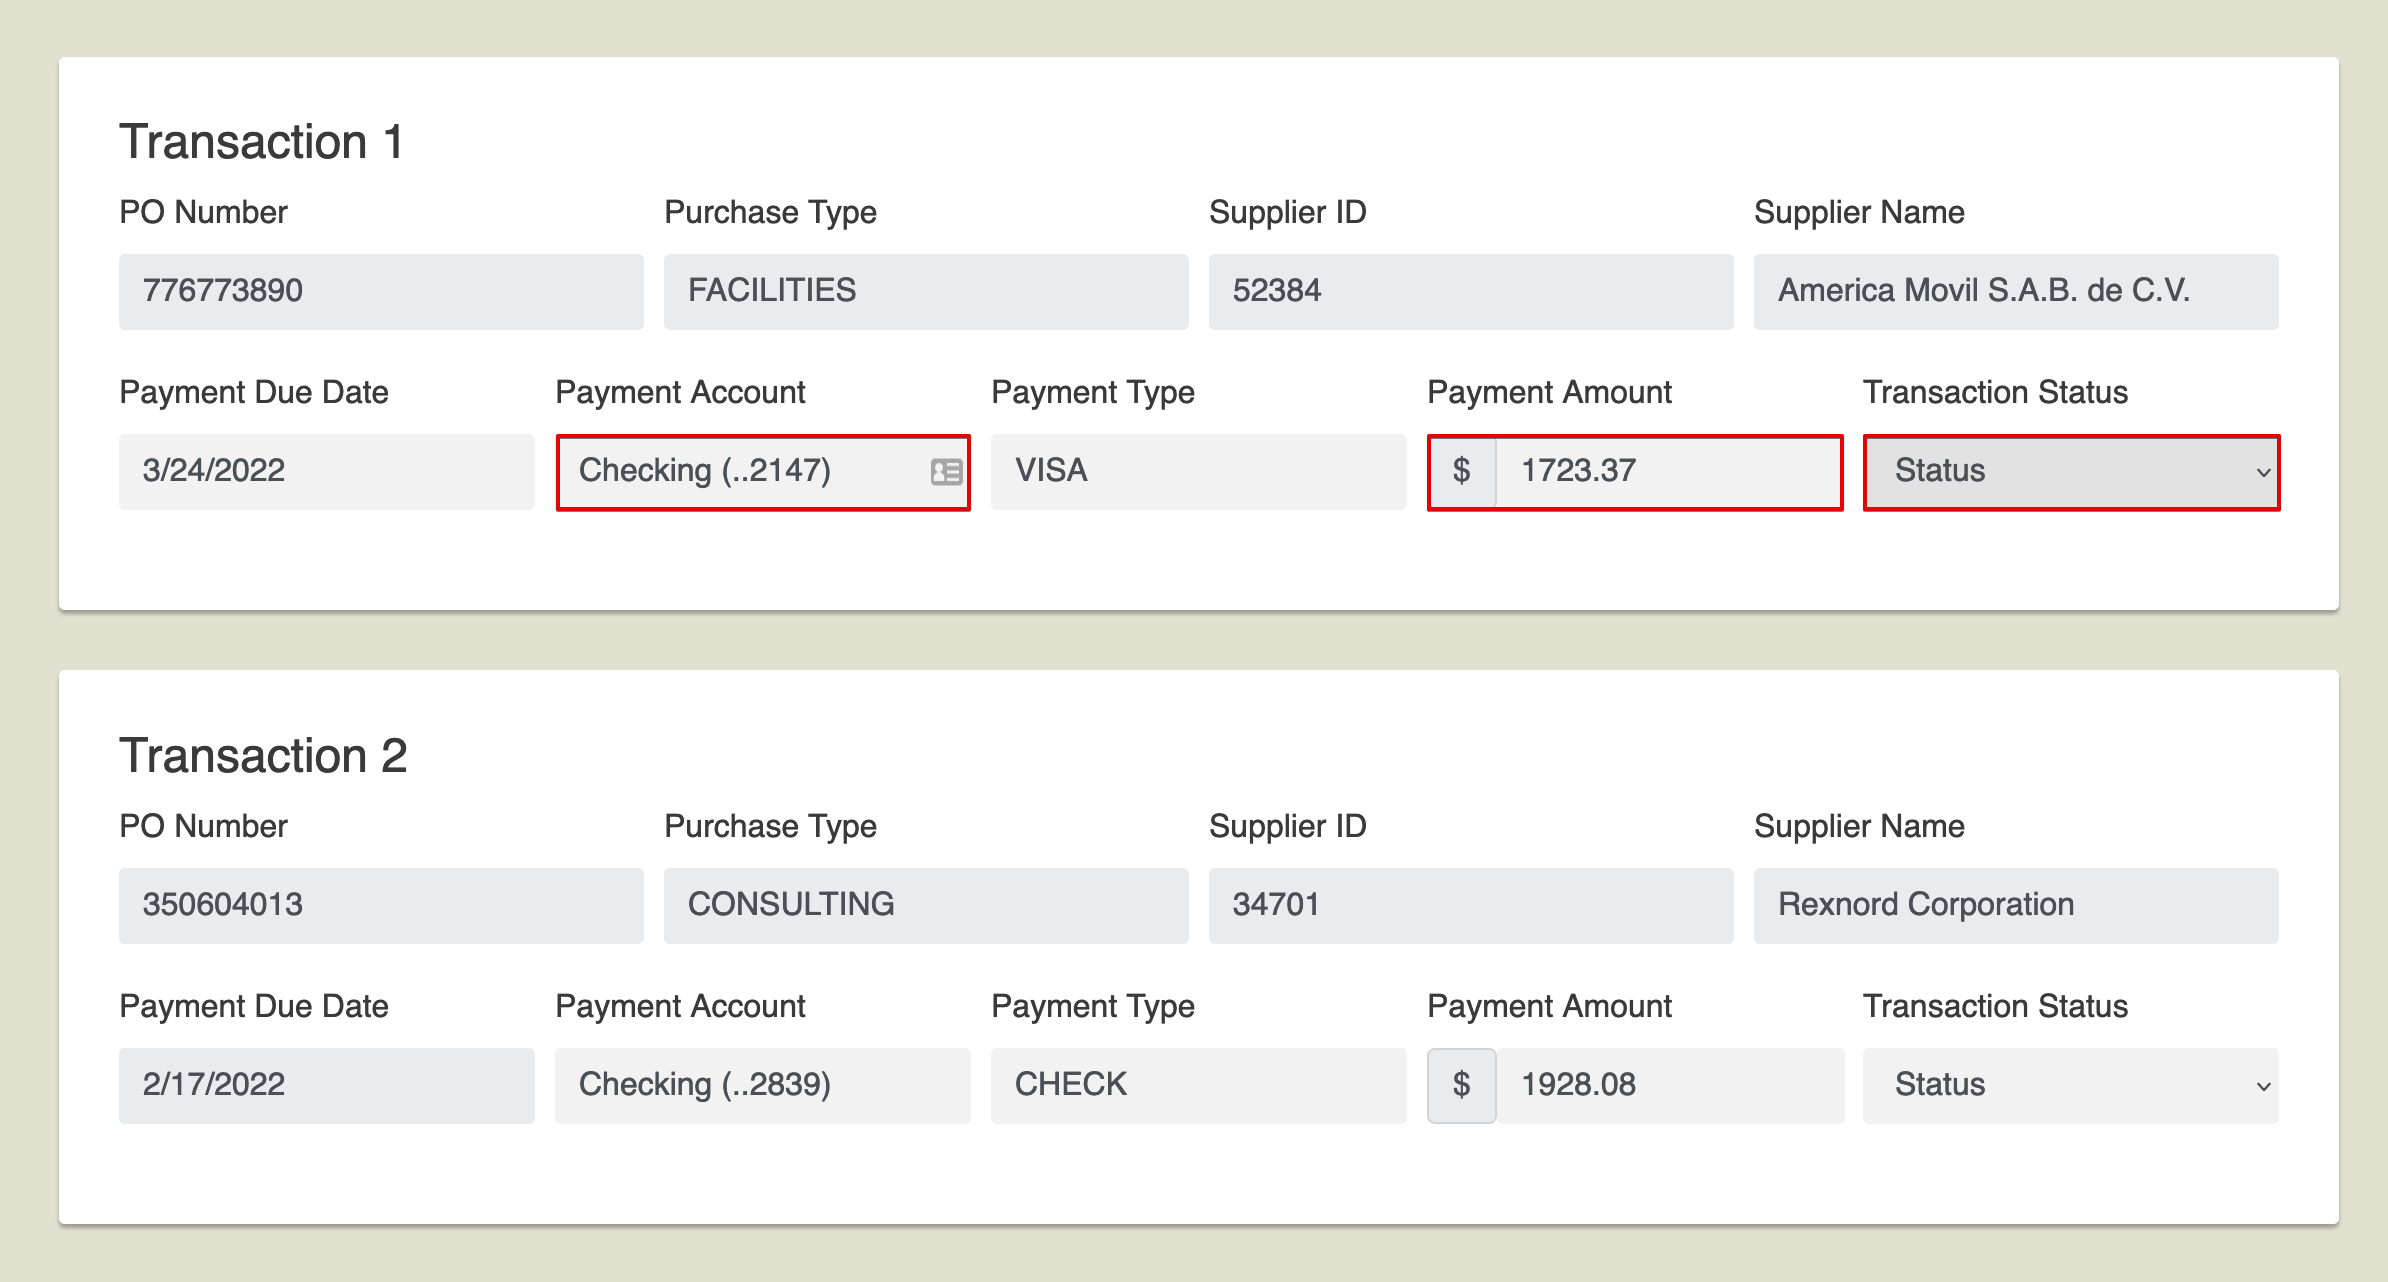 Transaction 1
PO Number Purchase Type Supplier ID Supplier Name
776773890 FACILITIES 52384 America Movil S.A.B. de C.V.
Payment Due Date Payment Account Payment Type Payment Amount Transaction Status
3/24/2022 Checking (..2147) VISA $ 1723.37 Status
Transaction 2
PO Number Purchase Type Supplier ID Supplier Name
350604013 CONSULTING 34701 Rexnord Corporation
Payment Due Date Payment Account Payment Type Payment Amount Transaction Status
2/17/2022 Checking (..2839) CHECK $ 1928.08 Status